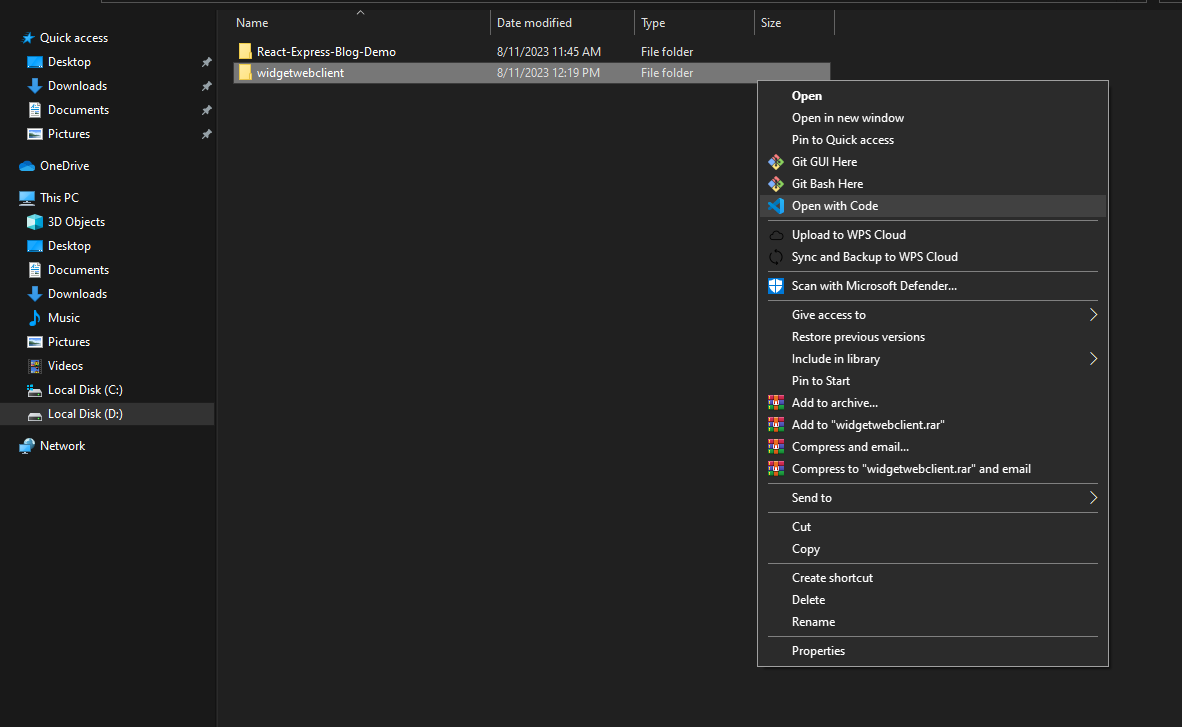 Name Date modified Type Size
Quick access
Desktop
Downloads
Documents
Pictures
OneDrive
This PC
3D Objects
Desktop
Documents
Downloads
Music
Pictures
Videos
Local Disk (C:)
Local Disk (D:)
Network
React-Express-Blog-Demo 8/11/2023 11:45 AM File folder
widgetwebclient 8/11/2023 12:19 PM File folder
Open
Open in new window
Pin to Quick access
Git GUI Here
Git Bash Here
Open with Code
Upload to WPS Cloud
Sync and Backup to WPS Cloud
Scan with Microsoft Defender...
Give access to
Restore previous versions
Include in library
Pin to Start
Add to archive...
Add to "widgetwebclient.rar"
Compress and email...
Compress to "widgetwebclient.rar" and email
Send to
Cut
Copy
Create shortcut
Delete
Rename
Properties